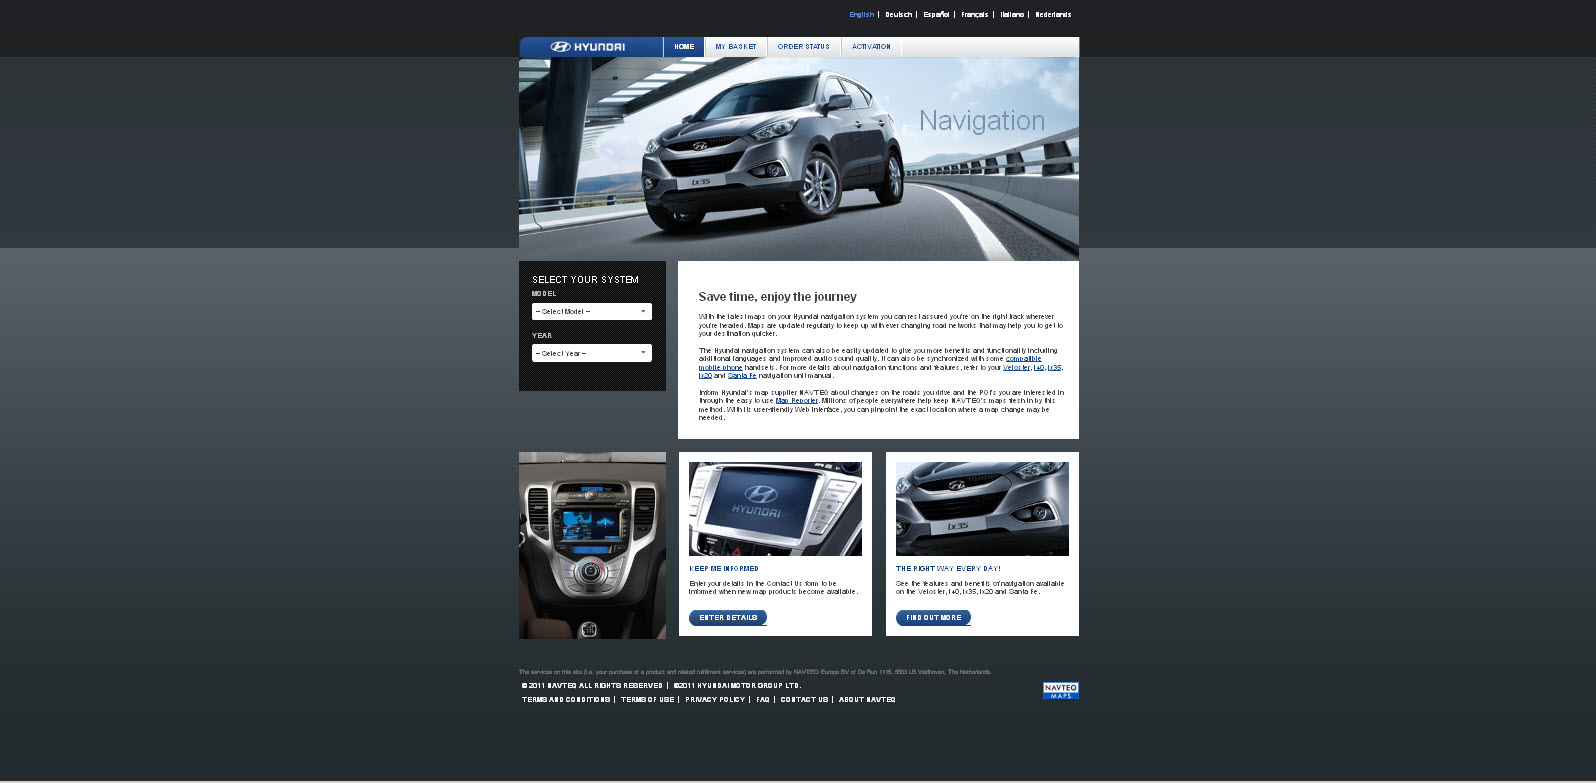 English | Deutsch | Español | Français | Italiano | Nederlands
HYUNDAI HOME MY BASKET ORDER STATUS ACTIVATION
Navigation
ix35
SELECT YOUR SYSTEM
MODEL
-- Select Model --
YEAR
-- Select Year --
Save time, enjoy the journey
With the latest maps on your Hyundai navigation system you can rest assured you're on the right track wherever
you're headed. Maps are updated regularly to keep up with ever changing road networks that may help you to get to
your destination quicker.
The Hyundai navigation system can also be easily updated to give you more benefits and functionality including
additional languages and improved audio sound quality. It can also be synchronized with some compatible
mobile phone handsets. For more details about navigation functions and features, refer to your Veloster, i40, ix35,
ix20 and Santa Fe navigation unit manual.
Inform Hyundai's map supplier NAVTEQ about changes on the roads you drive and the POI's you are interested in
through the easy to use Map Reporter. Millions of people everywhere help keep NAVTEQ's maps fresh in by this
method. With its user-friendly Web interface, you can pinpoint the exact location where a map change may be
needed.
HYUNDAI
KEEP ME INFORMED
Enter your details in the Contact Us form to be
informed when new map products become available.
ENTER DETAILS
ix35
THE RIGHT WAY EVERY DAY!
See the features and benefits of navigation available
on the Veloster, i40, ix35, ix20 and Santa Fe.
FIND OUT MORE
The services on this site (i.e. your purchase of a product and related fulfillment services) are performed by NAVTEQ Europe BV of De Run 1115, 5503 LB Veldhoven, The Netherlands.
© 2011 NAVTEQ ALL RIGHTS RESERVED | ©2011 HYUNDAI MOTOR GROUP LTD.
TERMS AND CONDITIONS | TERMS OF USE | PRIVACY POLICY | FAQ | CONTACT US | ABOUT NAVTEQ
NAVTEQ
MAPS